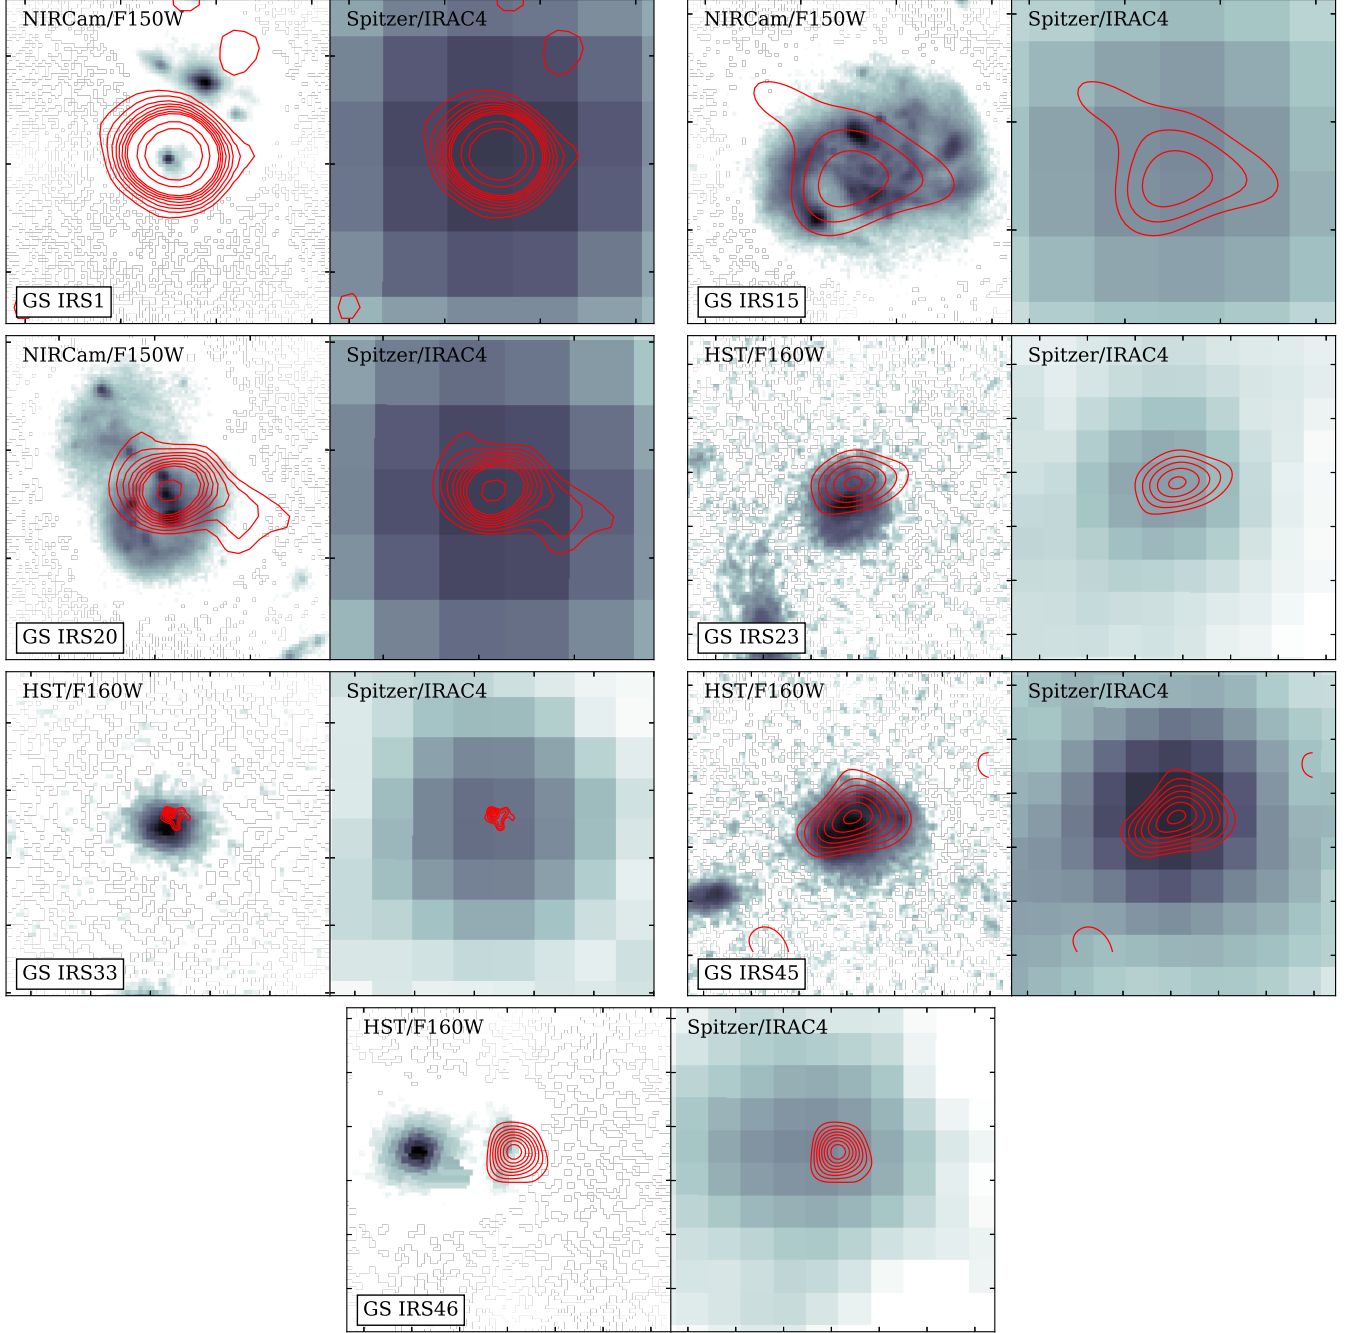 NIRCam/F150W
Spitzer/IRAC4
NIRCam/F150W
Spitzer/IRAC4
GS IRS1
GS IRS15
NIRCam/F150W
Spitzer/IRAC4
HST/F160W
Spitzer/IRAC4
GS IRS20
GS IRS23
HST/F160W
Spitzer/IRAC4
HST/F160W
Spitzer/IRAC4
GS IRS33
GS IRS45
HST/F160W
Spitzer/IRAC4
GS IRS46